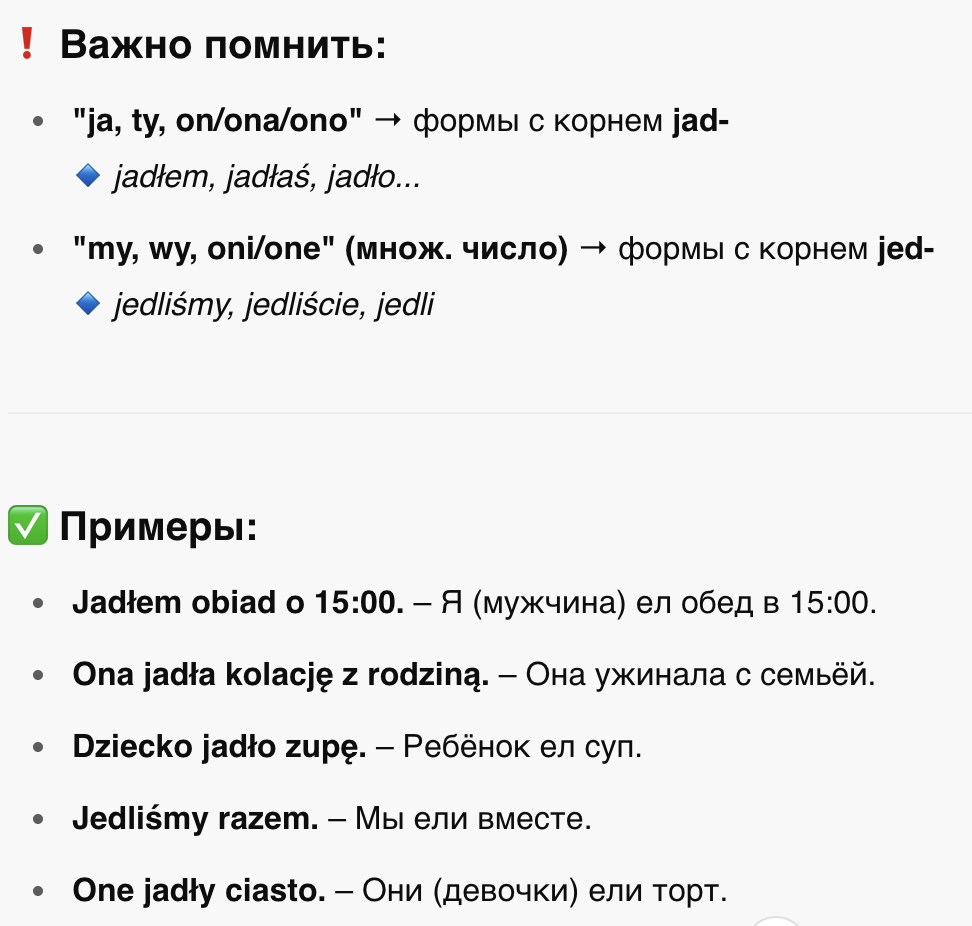 ❗ Важно помнить:
• "ja, ty, on/ona/ono" → формы с корнем jad-
🔹 jadłem, jadłaś, jadło...
• "my, wy, oni/one" (множ. число) → формы с корнем jed-
🔹 jedliśmy, jedliście, jedli
✅ Примеры:
• Jadłem obiad o 15:00. – Я (мужчина) ел обед в 15:00.
• Ona jadła kolację z rodziną. – Она ужинала с семьёй.
• Dziecko jadło zupę. – Ребёнок ел суп.
• Jedliśmy razem. – Мы ели вместе.
• One jadły ciasto. – Они (девочки) ели торт.